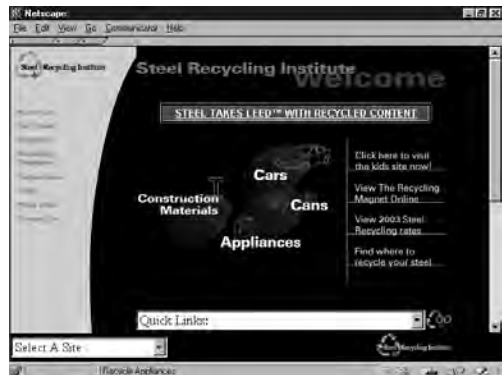 Netscape:
File Edit View Go Communicator Help
Steel Recycling Institute
Steel Recycling Institute
Welcome
STEEL TAKES LEED™ WITH RECYCLED CONTENT
Cars
Construction
Materials
Cans
Appliances
Click here to visit
the kids site now!
View The Recycling
Magnet Online
View 2003 Steel
Recycling rates
Find where to
recycle your steel
Quick Links:
GO
Select A Site
Steel Recycling Institute
Recycle Appliances